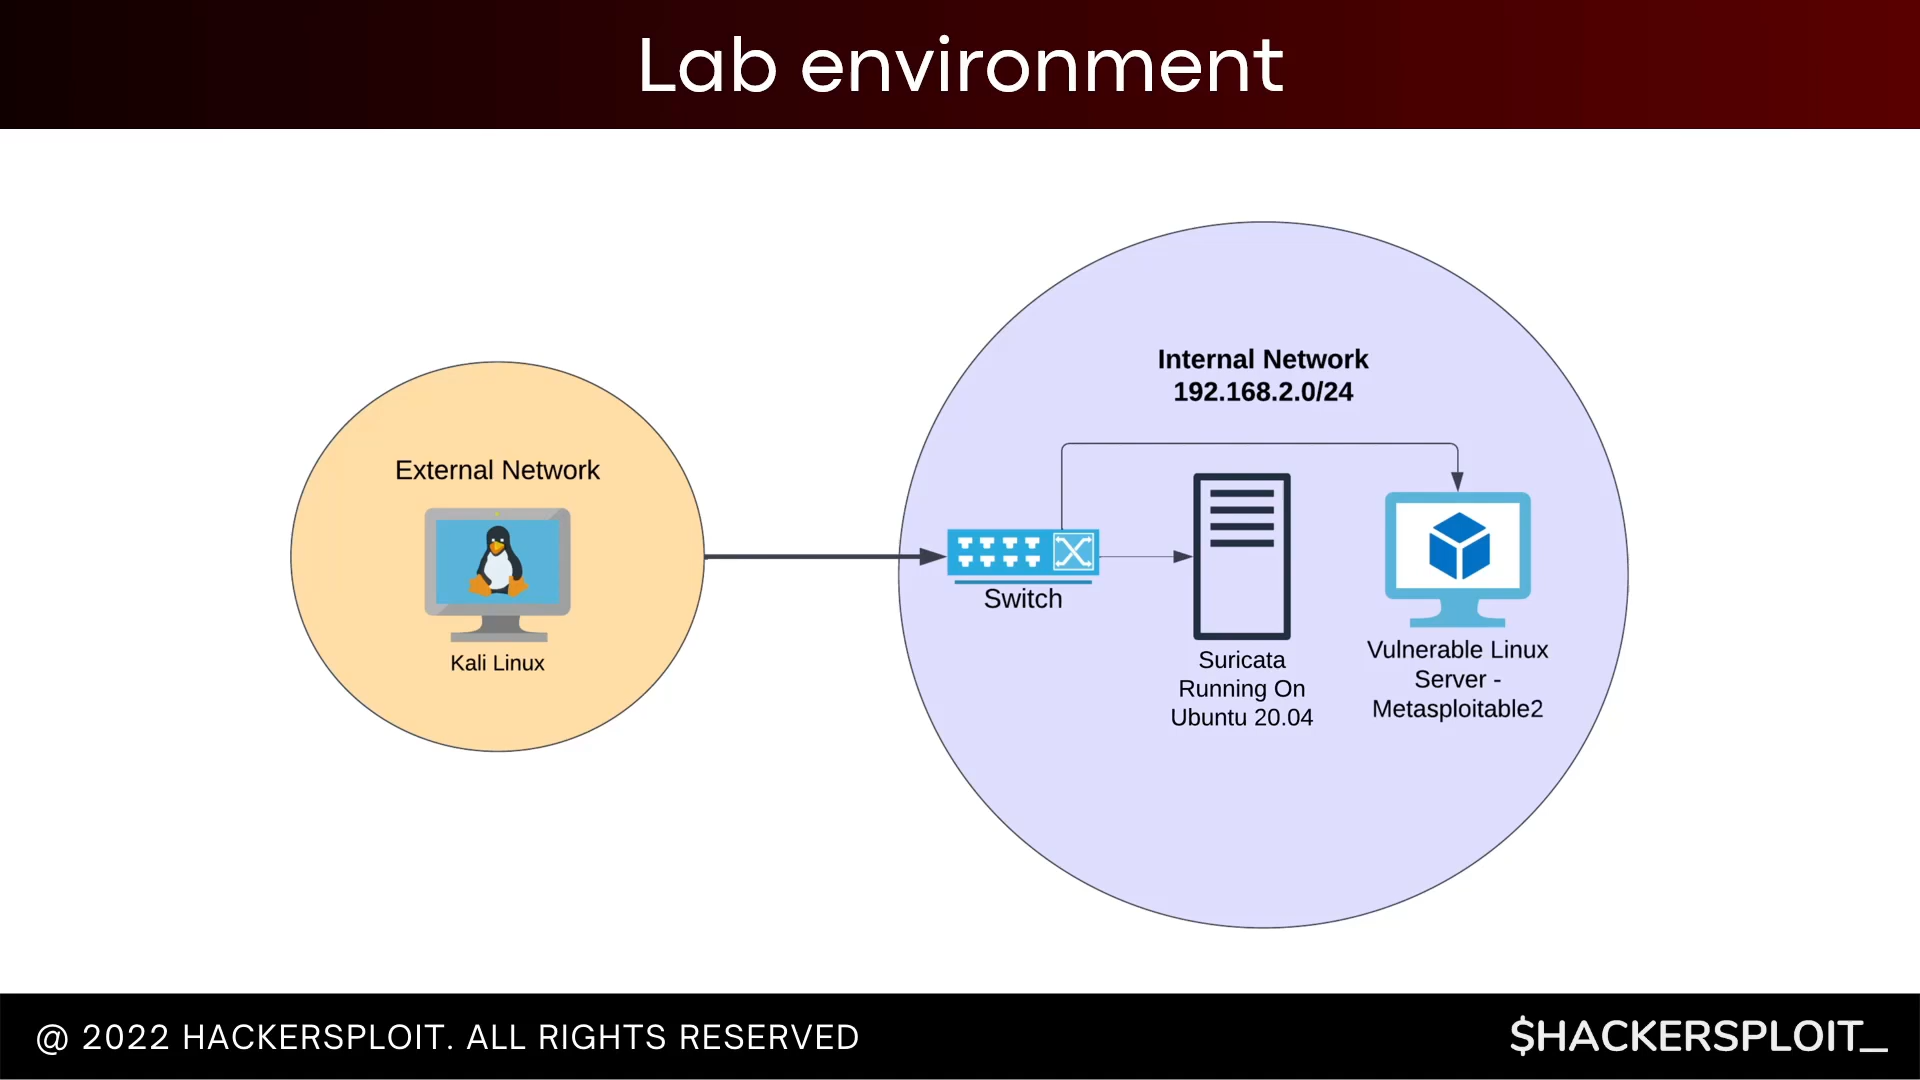 Lab environment
Internal Network
192.168.2.0/24
External Network
Kali Linux
Switch
Suricata
Running On
Ubuntu 20.04
Vulnerable Linux
Server -
Metasploitable2
@ 2022 HACKERSPLOIT. ALL RIGHTS RESERVED
$HACKERSPLOIT_